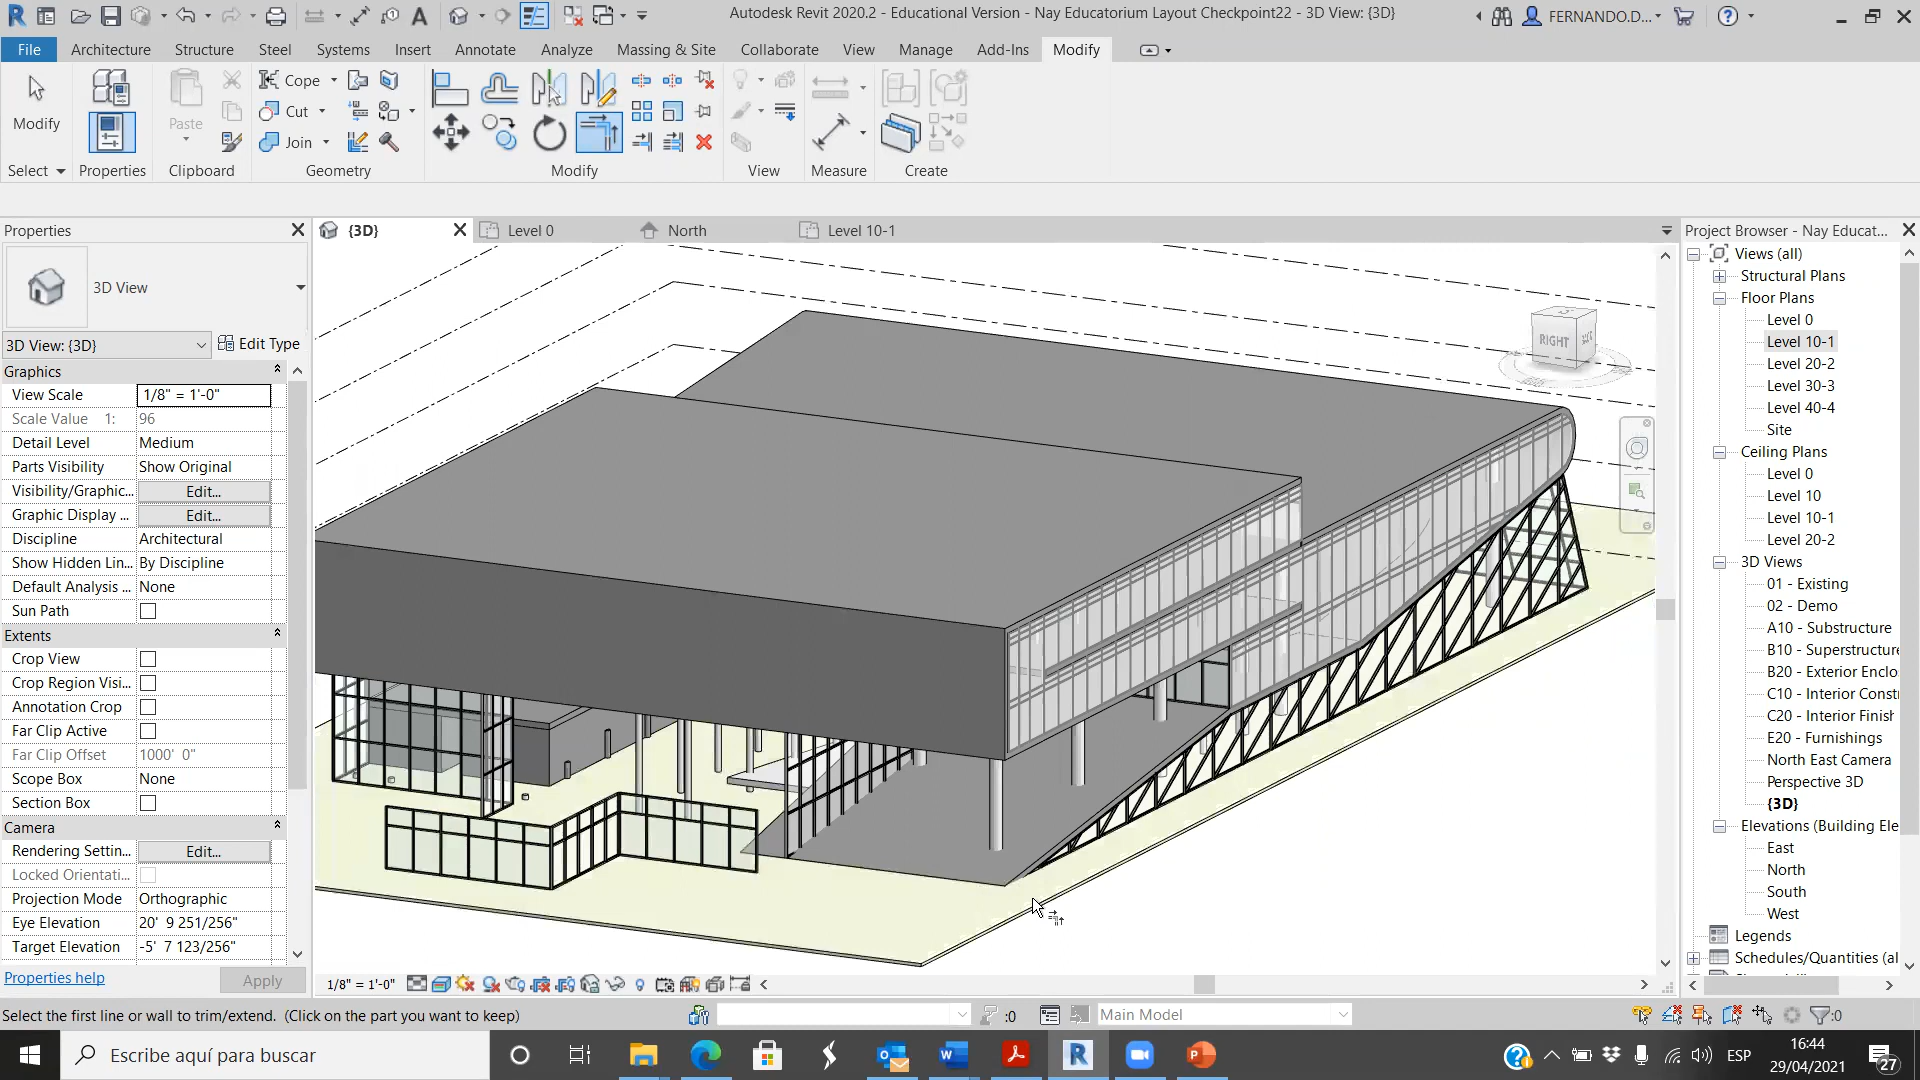 Autodesk Revit 2020.2 - Educational Version - Nay Educatorium Layout Checkpoint22 - 3D View: {3D}
FERNANDO.D...
File Architecture Structure Steel Systems Insert Annotate Analyze Massing & Site Collaborate View Manage Add-Ins Modify
Modify
Paste
Cope
Cut
Join
Select Properties Clipboard Geometry Modify View Measure Create
Properties
{3D} Level 0 North Level 10-1
Project Browser - Nay Educat...
3D View
3D View: {3D} Edit Type
Graphics
View Scale 1/8" = 1'-0"
Scale Value 1: 96
Detail Level Medium
Parts Visibility Show Original
Visibility/Graphic... Edit...
Graphic Display ... Edit...
Discipline Architectural
Show Hidden Lin... By Discipline
Default Analysis ... None
Sun Path
Extents
Crop View
Crop Region Visi...
Annotation Crop
Far Clip Active
Far Clip Offset 1000' 0"
Scope Box None
Section Box
Camera
Rendering Settin... Edit...
Locked Orientati...
Projection Mode Orthographic
Eye Elevation 20' 9 251/256"
Target Elevation -5' 7 123/256"
Properties help Apply
RIGHT
Views (all)
Structural Plans
Floor Plans
Level 0
Level 10-1
Level 20-2
Level 30-3
Level 40-4
Site
Ceiling Plans
Level 0
Level 10
Level 10-1
Level 20-2
3D Views
01 - Existing
02 - Demo
A10 - Substructure
B10 - Superstructure
B20 - Exterior Enclo
C10 - Interior Const
C20 - Interior Finish
E20 - Furnishings
North East Camera
Perspective 3D
{3D}
Elevations (Building Ele
East
North
South
West
Legends
Schedules/Quantities (al
1/8" = 1'-0"
Select the first line or wall to trim/extend. (Click on the part you want to keep)
:0
Main Model
:0
Escribe aquí para buscar
ESP
16:44
29/04/2021
27